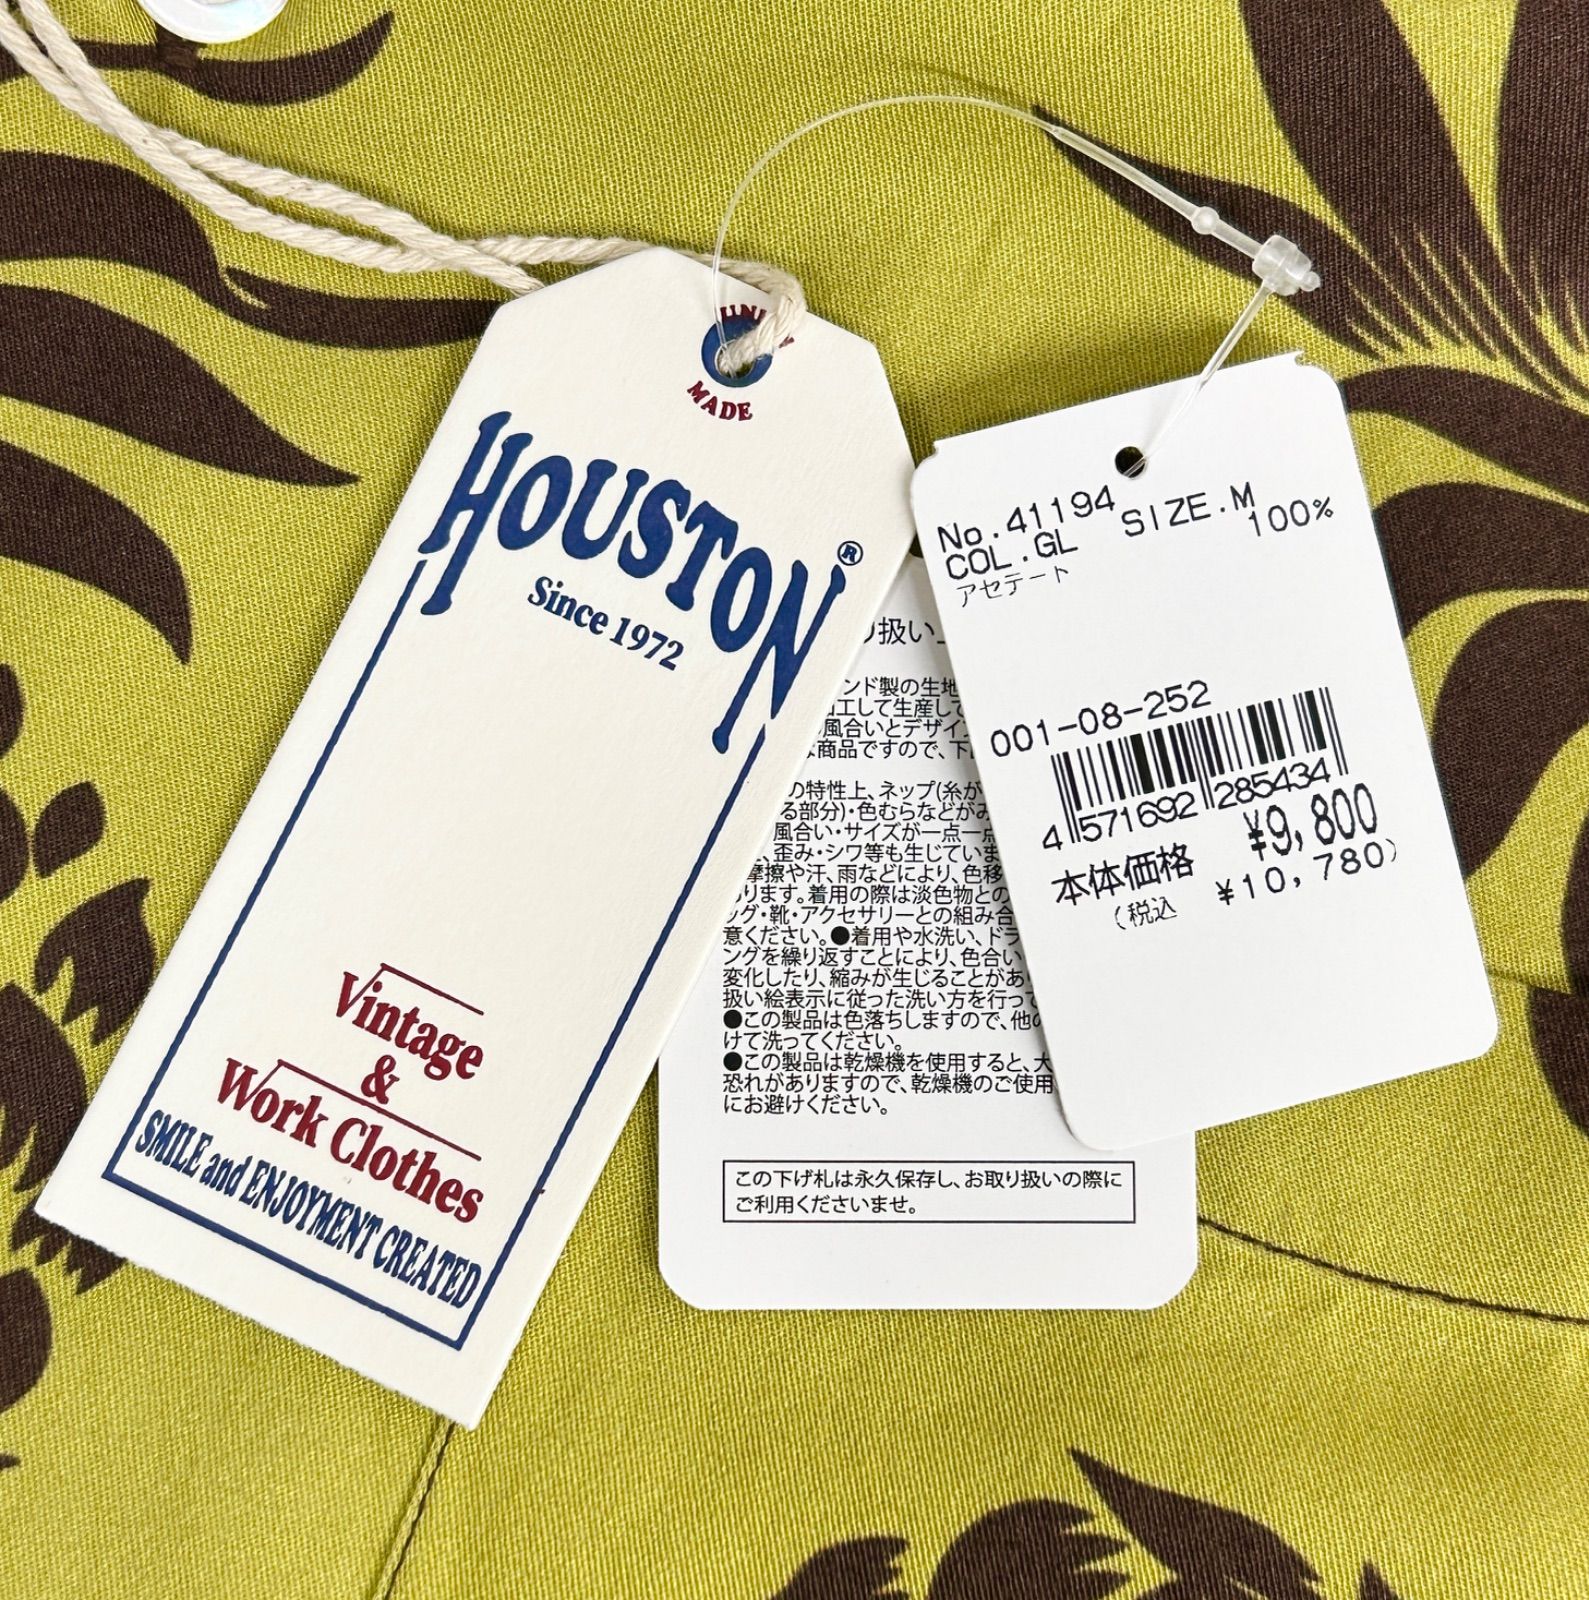 MADE
HOUSTON®
Since 1972
Vintage
&
Work Clothes
SMILE and ENJOYMENT CREATED
No.41194 SIZE.M
COL.GL 100%
アセテート
001-08-252
4 571692 285434
本体価格 ¥9,800
(税込 ¥10,780)
り扱い
ンド製の生地
加工して生産して
風合いとデザイ
な商品ですので、下
の特性上、ネップ(糸が
る部分)・色むらなどがみ
風合い・サイズが一点一点
、歪み・シワ等も生じていま
摩擦や汗、雨などにより、色移
ります。着用の際は淡色物との
グ・靴・アクセサリーとの組み合
意ください。●着用や水洗い、ドラ
ングを繰り返すことにより、色合い
変化したり、縮みが生じることがあり
扱い絵表示に従った洗い方を行って
●この製品は色落ちしますので、他の
けて洗ってください。
●この製品は乾燥機を使用すると、大
恐れがありますので、乾燥機のご使用
にお避けください。
この下げ札は永久保存し、お取り扱いの際に
ご利用くださいませ。